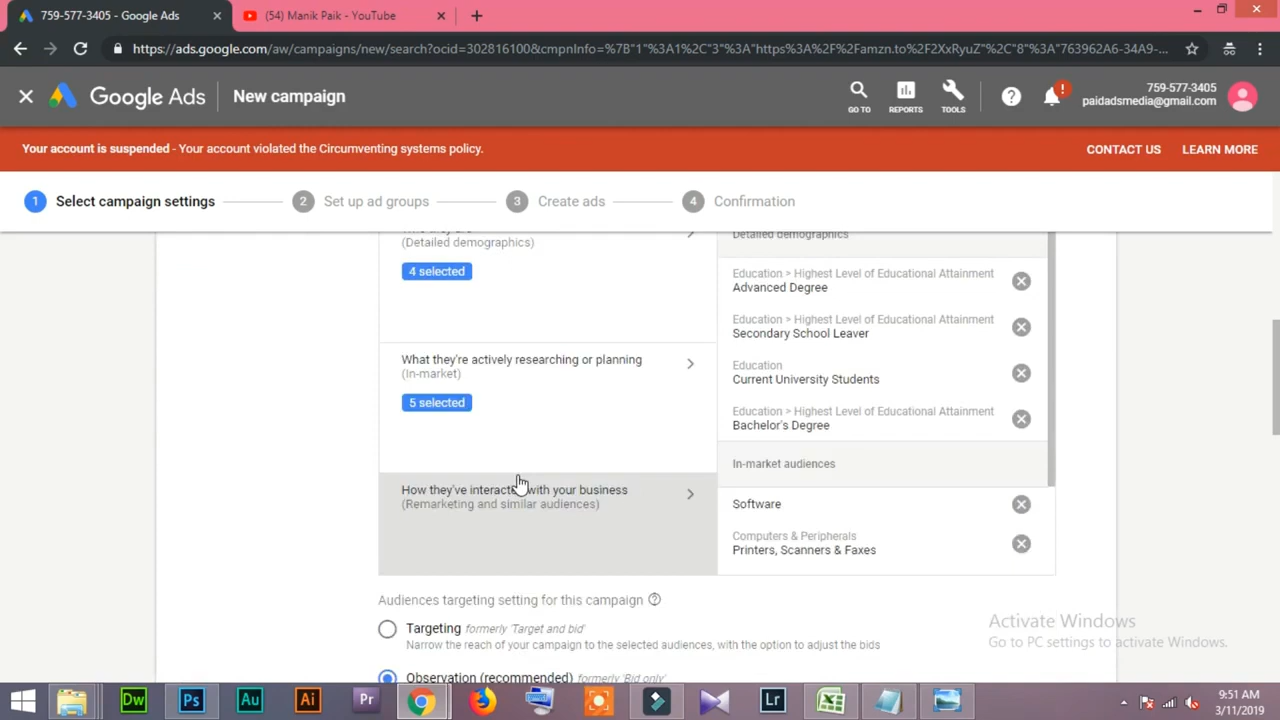 759-577-3405 - Google Ads
(54) Manik Paik - YouTube
https://ads.google.com/aw/campaigns/new/search?ocid=302816100&cmpnInfo=%7B"1"%3A1%2C"3"%3A"https%3A%2F%2Famzn.to%2F2XxRyuZ"%2C"8"%3A"763962A6-34A9-...
Google Ads
New campaign
GO TO
REPORTS
TOOLS
759-577-3405
paidadsmedia@gmail.com
Your account is suspended - Your account violated the Circumventing systems policy.
CONTACT US
LEARN MORE
1 Select campaign settings
2 Set up ad groups
3 Create ads
4 Confirmation
(Detailed demographics)
4 selected
What they're actively researching or planning
(In-market)
5 selected
How they've interacted with your business
(Remarketing and similar audiences)
Detailed demographics
Education > Highest Level of Educational Attainment
Advanced Degree
Education > Highest Level of Educational Attainment
Secondary School Leaver
Education
Current University Students
Education > Highest Level of Educational Attainment
Bachelor's Degree
In-market audiences
Software
Computers & Peripherals
Printers, Scanners & Faxes
Audiences targeting setting for this campaign
Targeting formerly 'Target and bid'
Narrow the reach of your campaign to the selected audiences, with the option to adjust the bids
Observation (recommended) formerly 'Bid only'
Activate Windows
Go to PC settings to activate Windows.
Dw
Ps
Au
Ai
Pr
Lr
9:51 AM
3/11/2019